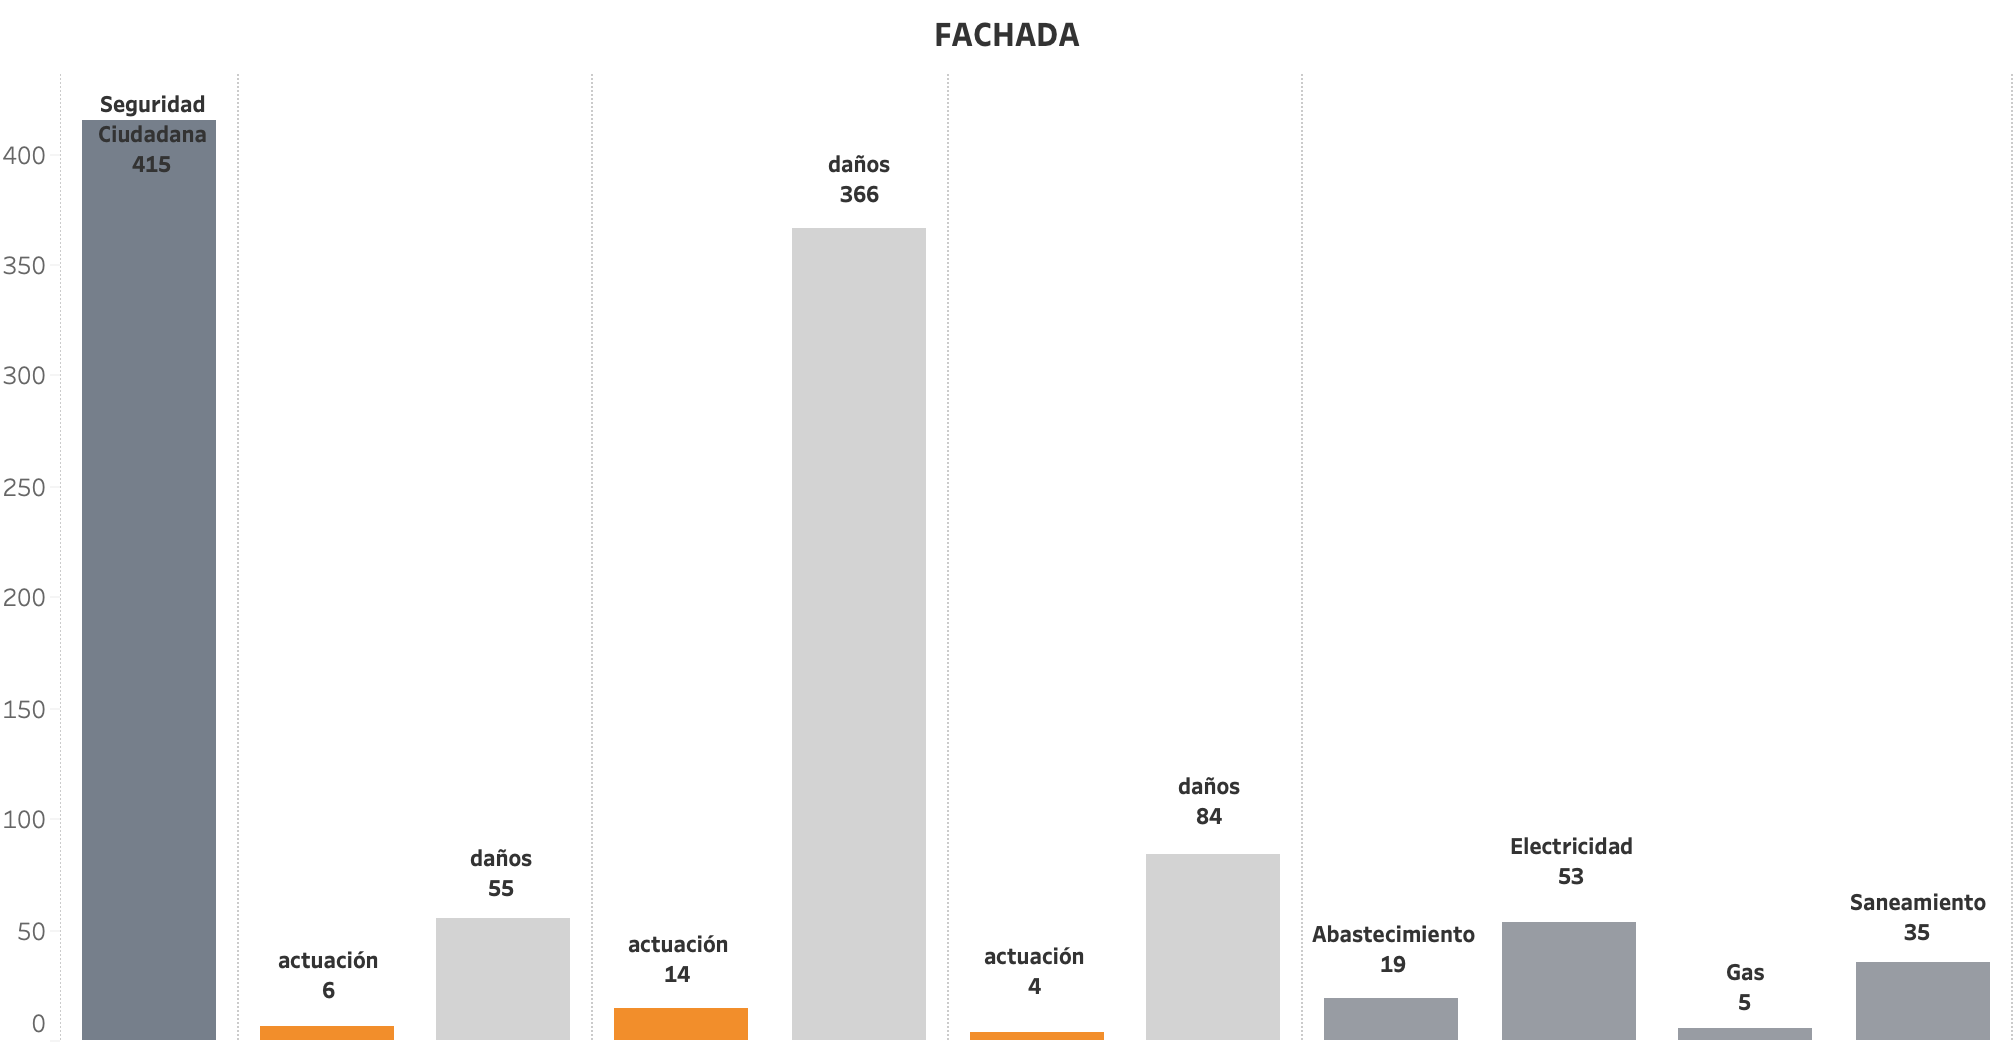 FACHADA
Seguridad
Ciudadana
415
400
350
300
250
200
150
100
50
0
actuación
6
daños
55
actuación
14
daños
366
actuación
4
daños
84
Abastecimiento
19
Electricidad
53
Gas
5
Saneamiento
35